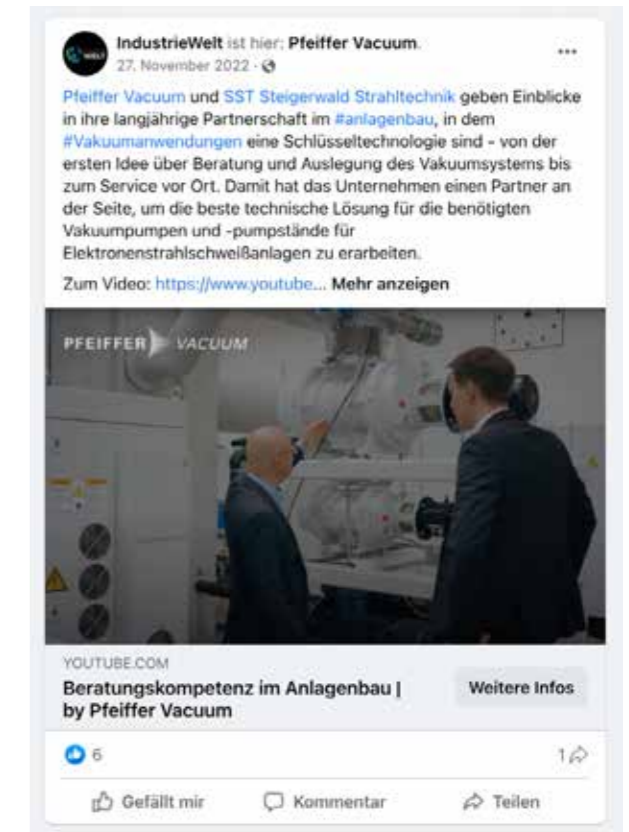 WELT
IndustrieWelt ist hier: Pfeiffer Vacuum.
27. November 2022 ·
Pfeiffer Vacuum und SST Steigerwald Strahltechnik geben Einblicke
in ihre langjährige Partnerschaft im #anlagenbau, in dem
#Vakuumanwendungen eine Schlüsseltechnologie sind - von der
ersten Idee über Beratung und Auslegung des Vakuumsystems bis
zum Service vor Ort. Damit hat das Unternehmen einen Partner an
der Seite, um die beste technische Lösung für die benötigten
Vakuumpumpen und -pumpstände für
Elektronenstrahlschweißanlagen zu erarbeiten.
Zum Video: https://www.youtube... Mehr anzeigen
PFEIFFER VACUUM
YOUTUBE.COM
Beratungskompetenz im Anlagenbau |
by Pfeiffer Vacuum
Weitere Infos
6
1
Gefällt mir
Kommentar
Teilen